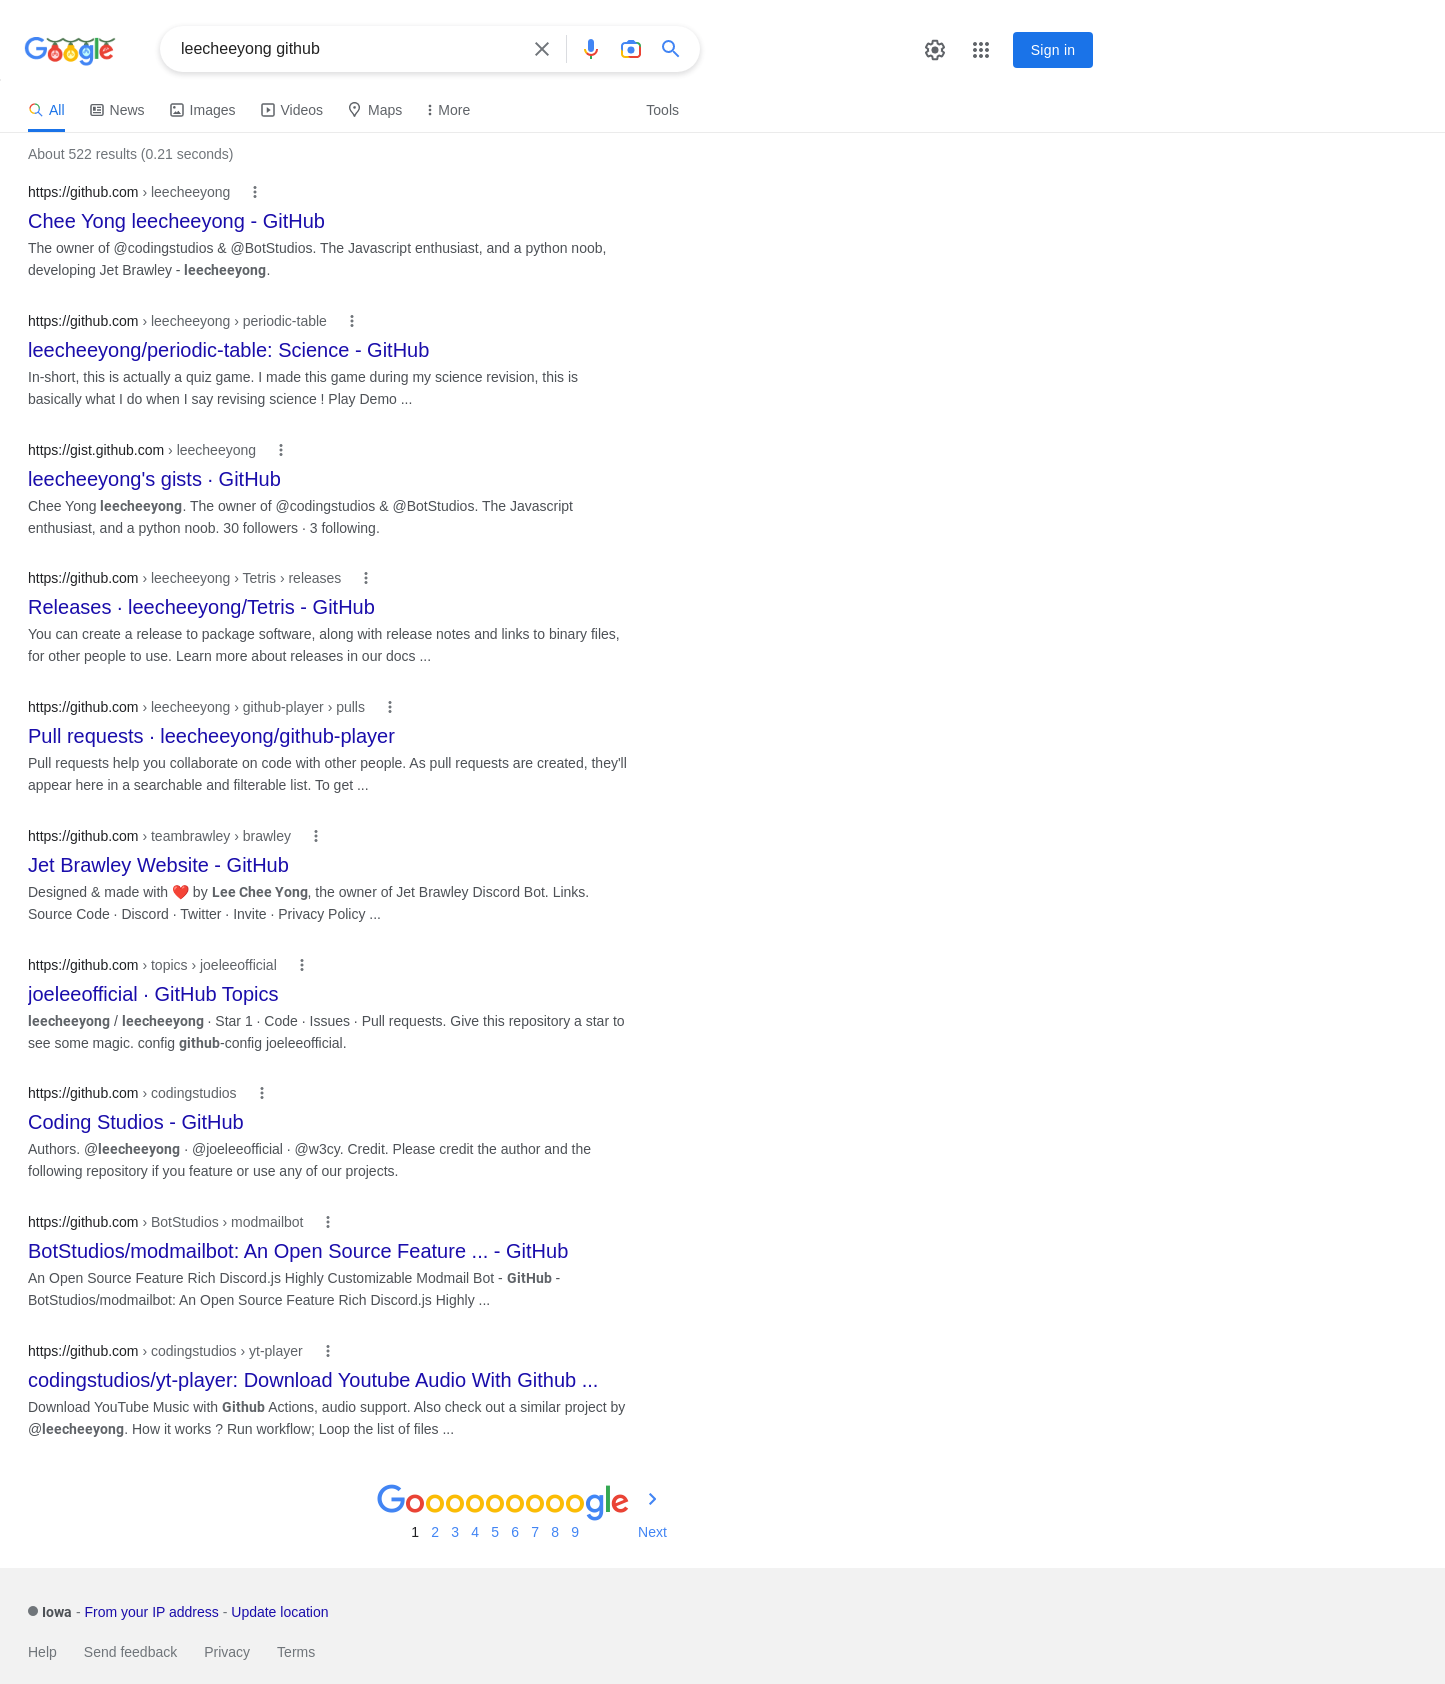 Google
leecheeyong github
Sign in
All News Images Videos Maps More Tools
About 522 results (0.21 seconds)
https://github.com › leecheeyong
Chee Yong leecheeyong - GitHub
The owner of @codingstudios & @BotStudios. The Javascript enthusiast, and a python noob,
developing Jet Brawley - leecheeyong.
https://github.com › leecheeyong › periodic-table
leecheeyong/periodic-table: Science - GitHub
In-short, this is actually a quiz game. I made this game during my science revision, this is
basically what I do when I say revising science ! Play Demo ...
https://gist.github.com › leecheeyong
leecheeyong's gists · GitHub
Chee Yong leecheeyong. The owner of @codingstudios & @BotStudios. The Javascript
enthusiast, and a python noob. 30 followers · 3 following.
https://github.com › leecheeyong › Tetris › releases
Releases · leecheeyong/Tetris - GitHub
You can create a release to package software, along with release notes and links to binary files,
for other people to use. Learn more about releases in our docs ...
https://github.com › leecheeyong › github-player › pulls
Pull requests · leecheeyong/github-player
Pull requests help you collaborate on code with other people. As pull requests are created, they'll
appear here in a searchable and filterable list. To get ...
https://github.com › teambrawley › brawley
Jet Brawley Website - GitHub
Designed & made with ❤️ by Lee Chee Yong, the owner of Jet Brawley Discord Bot. Links.
Source Code · Discord · Twitter · Invite · Privacy Policy ...
https://github.com › topics › joeleeofficial
joeleeofficial · GitHub Topics
leecheeyong / leecheeyong · Star 1 · Code · Issues · Pull requests. Give this repository a star to
see some magic. config github-config joeleeofficial.
https://github.com › codingstudios
Coding Studios - GitHub
Authors. @leecheeyong · @joeleeofficial · @w3cy. Credit. Please credit the author and the
following repository if you feature or use any of our projects.
https://github.com › BotStudios › modmailbot
BotStudios/modmailbot: An Open Source Feature ... - GitHub
An Open Source Feature Rich Discord.js Highly Customizable Modmail Bot - GitHub -
BotStudios/modmailbot: An Open Source Feature Rich Discord.js Highly ...
https://github.com › codingstudios › yt-player
codingstudios/yt-player: Download Youtube Audio With Github ...
Download YouTube Music with Github Actions, audio support. Also check out a similar project by
@leecheeyong. How it works ? Run workflow; Loop the list of files ...
Goooooooooogle
1 2 3 4 5 6 7 8 9 Next
Iowa - From your IP address - Update location
Help Send feedback Privacy Terms